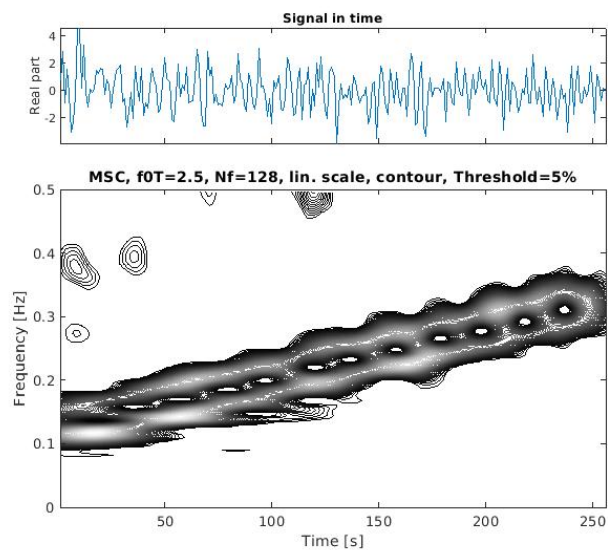 Signal in time
Real part
4
2
0
-2
MSC, f0T=2.5, Nf=128, lin. scale, contour, Threshold=5%
Frequency [Hz]
0.5
0.4
0.3
0.2
0.1
0
50 100 150 200 250
Time [s]